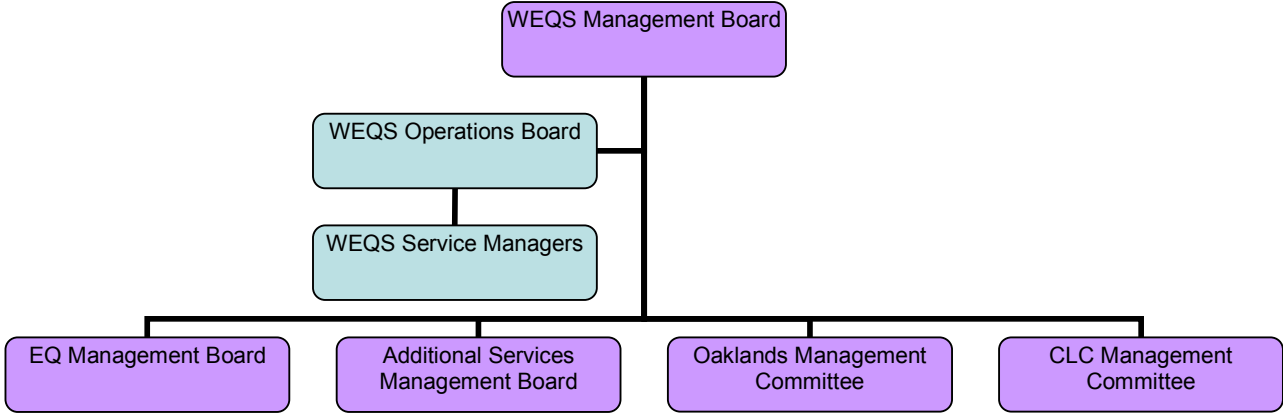 WEQS Management Board
WEQS Operations Board
WEQS Service Managers
EQ Management Board
Additional Services
Management Board
Oaklands Management
Committee
CLC Management
Committee